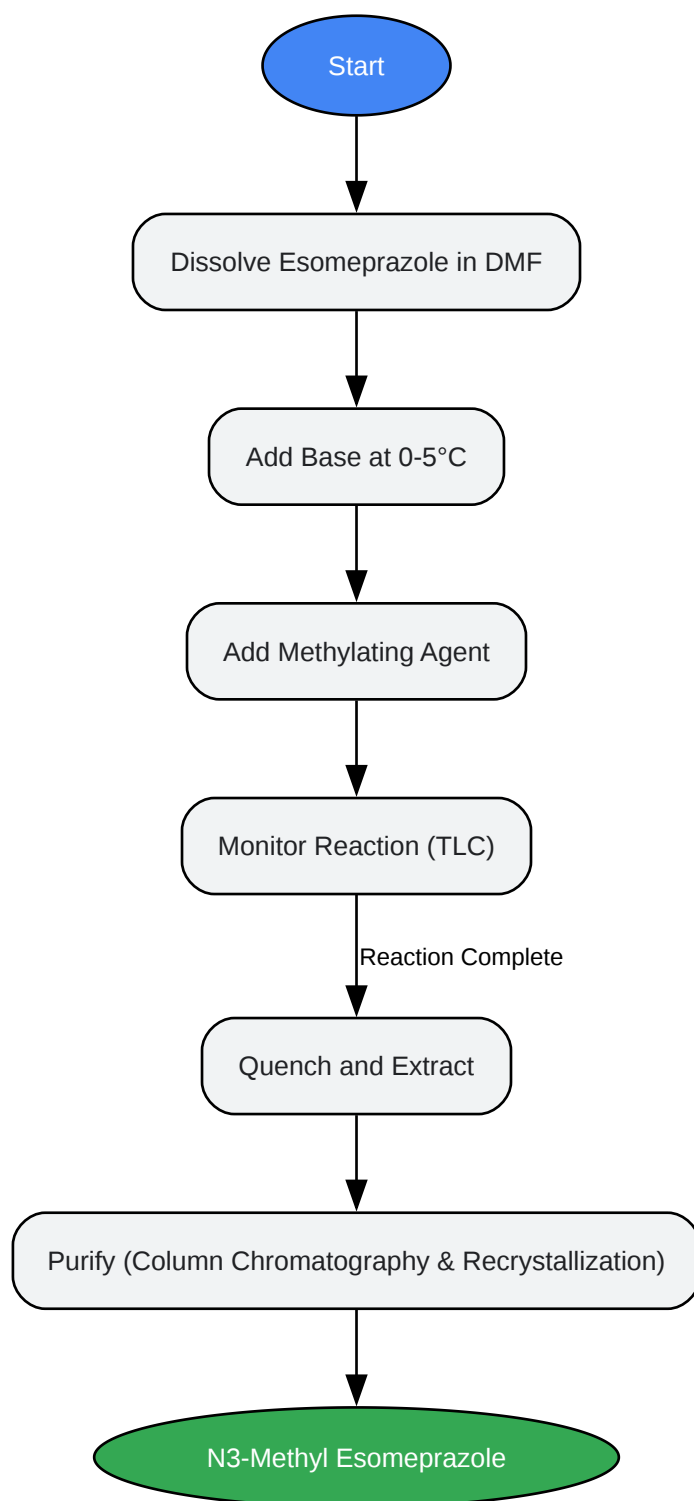 Start
Dissolve Esomeprazole in DMF
Add Base at 0-5°C
Add Methylating Agent
Monitor Reaction (TLC)
Reaction Complete
Quench and Extract
Purify (Column Chromatography & Recrystallization)
N3-Methyl Esomeprazole